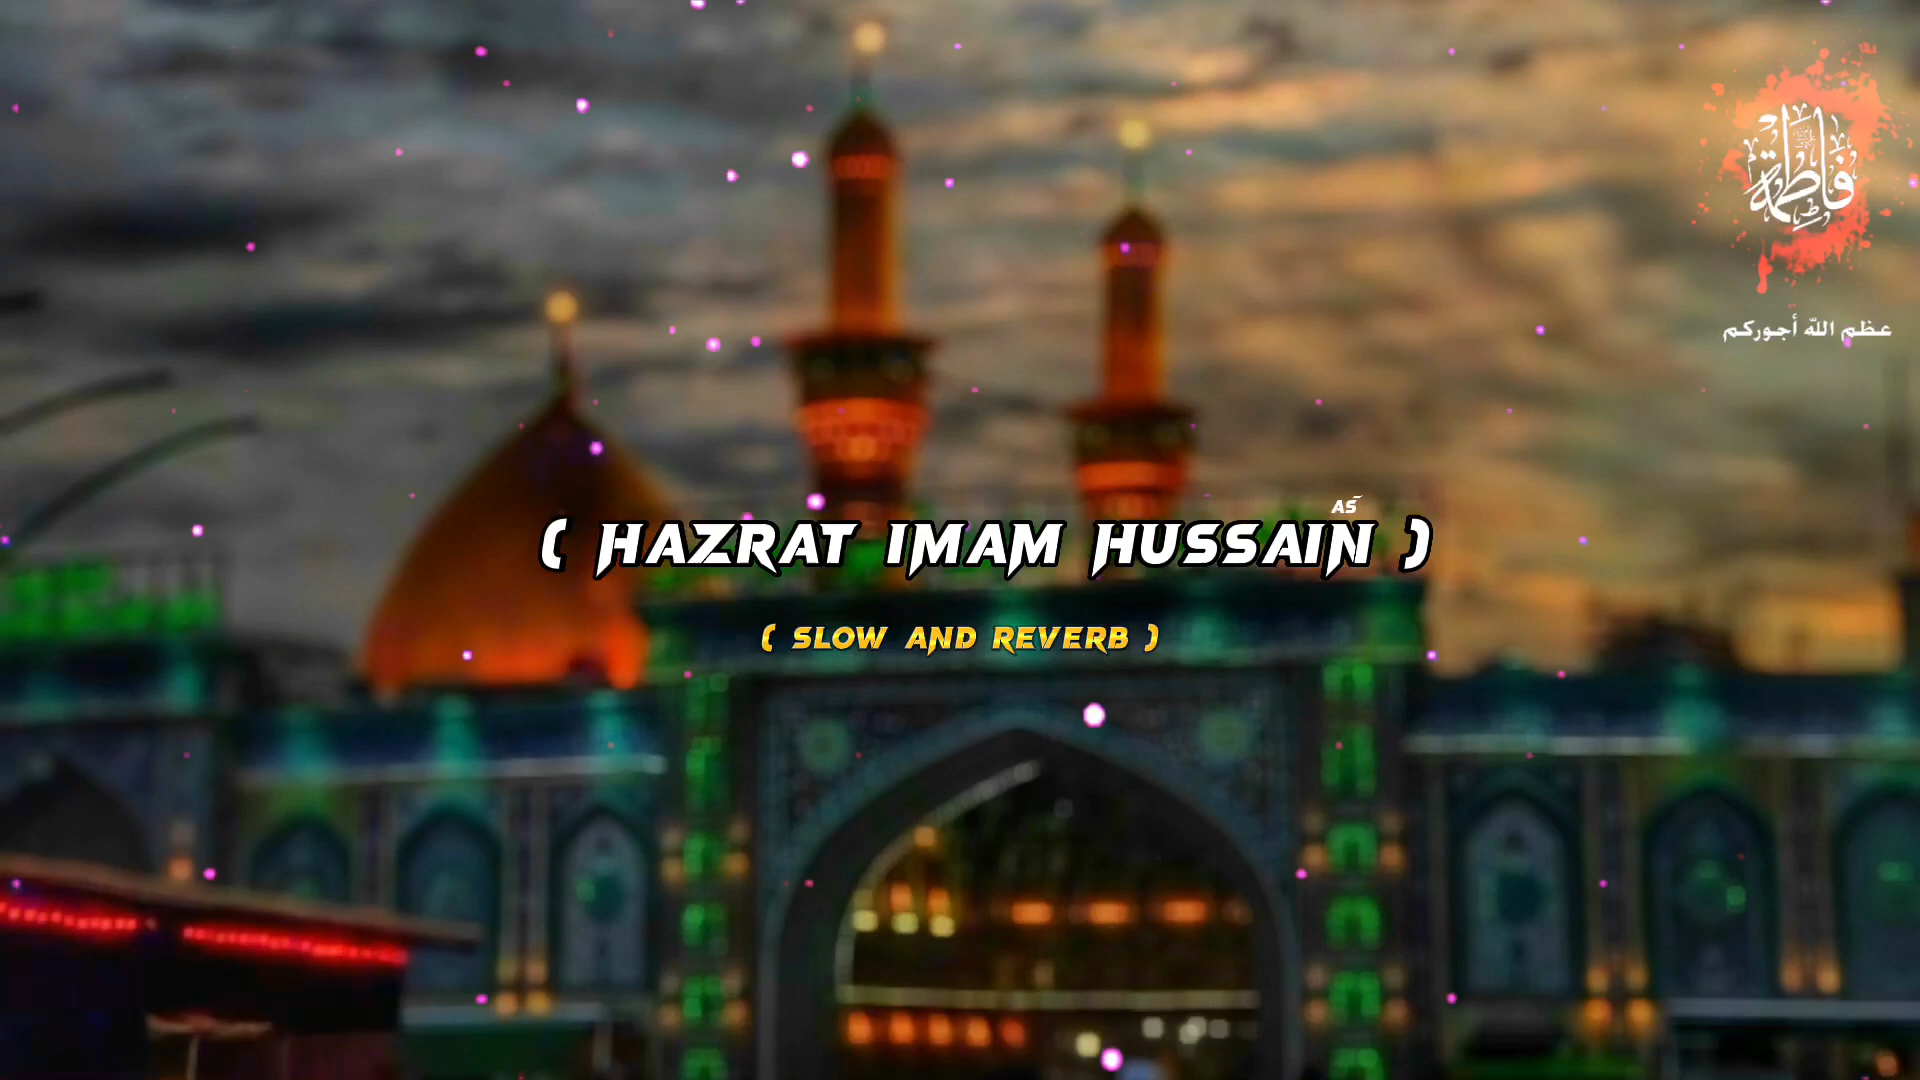 فاطمة
عظم الله أجوركم
AS
( HAZRAT IMAM HUSSAIN )
( SLOW AND REVERB )